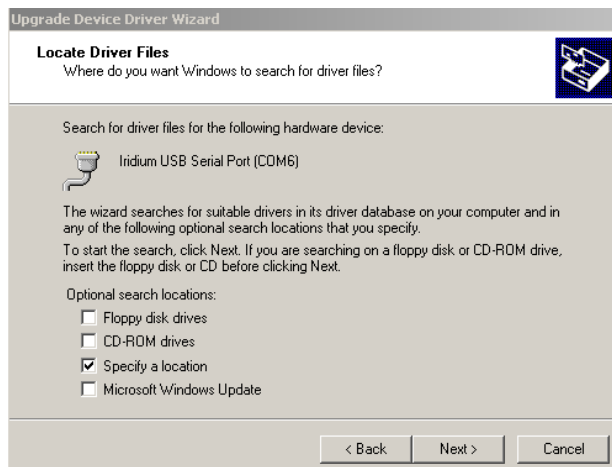 Upgrade Device Driver Wizard
Locate Driver Files
Where do you want Windows to search for driver files?
Search for driver files for the following hardware device:
Iridium USB Serial Port (COM6)
The wizard searches for suitable drivers in its driver database on your computer and in
any of the following optional search locations that you specify.
To start the search, click Next. If you are searching on a floppy disk or CD-ROM drive,
insert the floppy disk or CD before clicking Next.
Optional search locations:
Floppy disk drives
CD-ROM drives
Specify a location
Microsoft Windows Update
< Back Next > Cancel